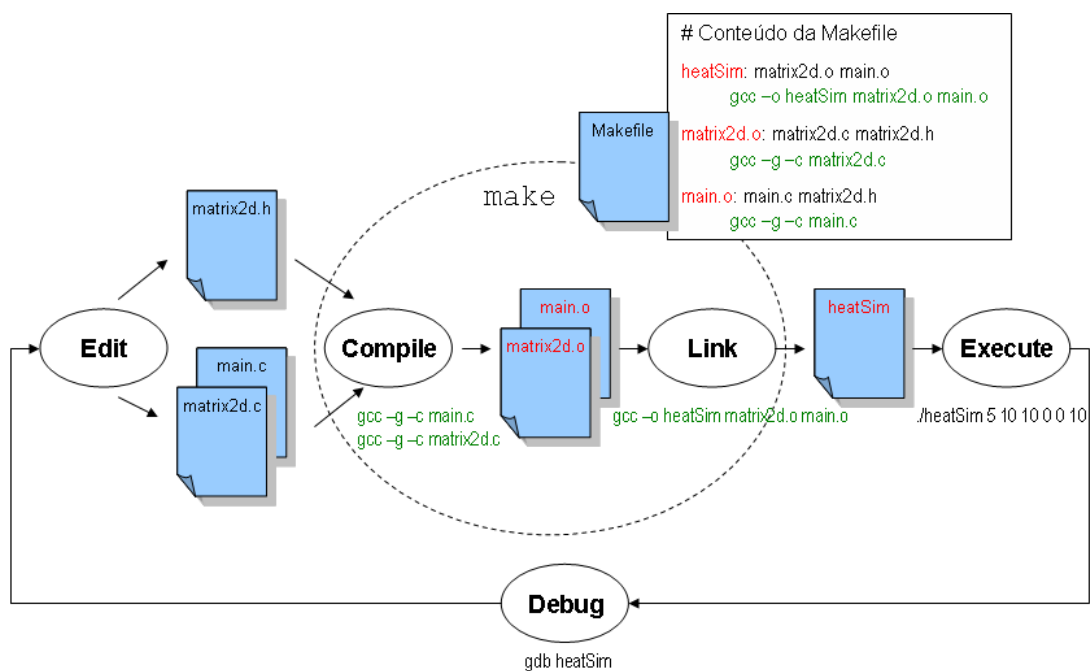 # Conteúdo da Makefile
heatSim: matrix2d.o main.o
gcc –o heatSim matrix2d.o main.o
matrix2d.o: matrix2d.c matrix2d.h
gcc –g –c matrix2d.c
main.o: main.c matrix2d.h
gcc –g –c main.c
Makefile
make
matrix2d.h
Edit
main.c
matrix2d.c
Compile
gcc –g –c main.c
gcc –g –c matrix2d.c
main.o
matrix2d.o
Link
gcc –o heatSim matrix2d.o main.o
heatSim
Execute
./heatSim 5 10 10 0 0 10
Debug
gdb heatSim